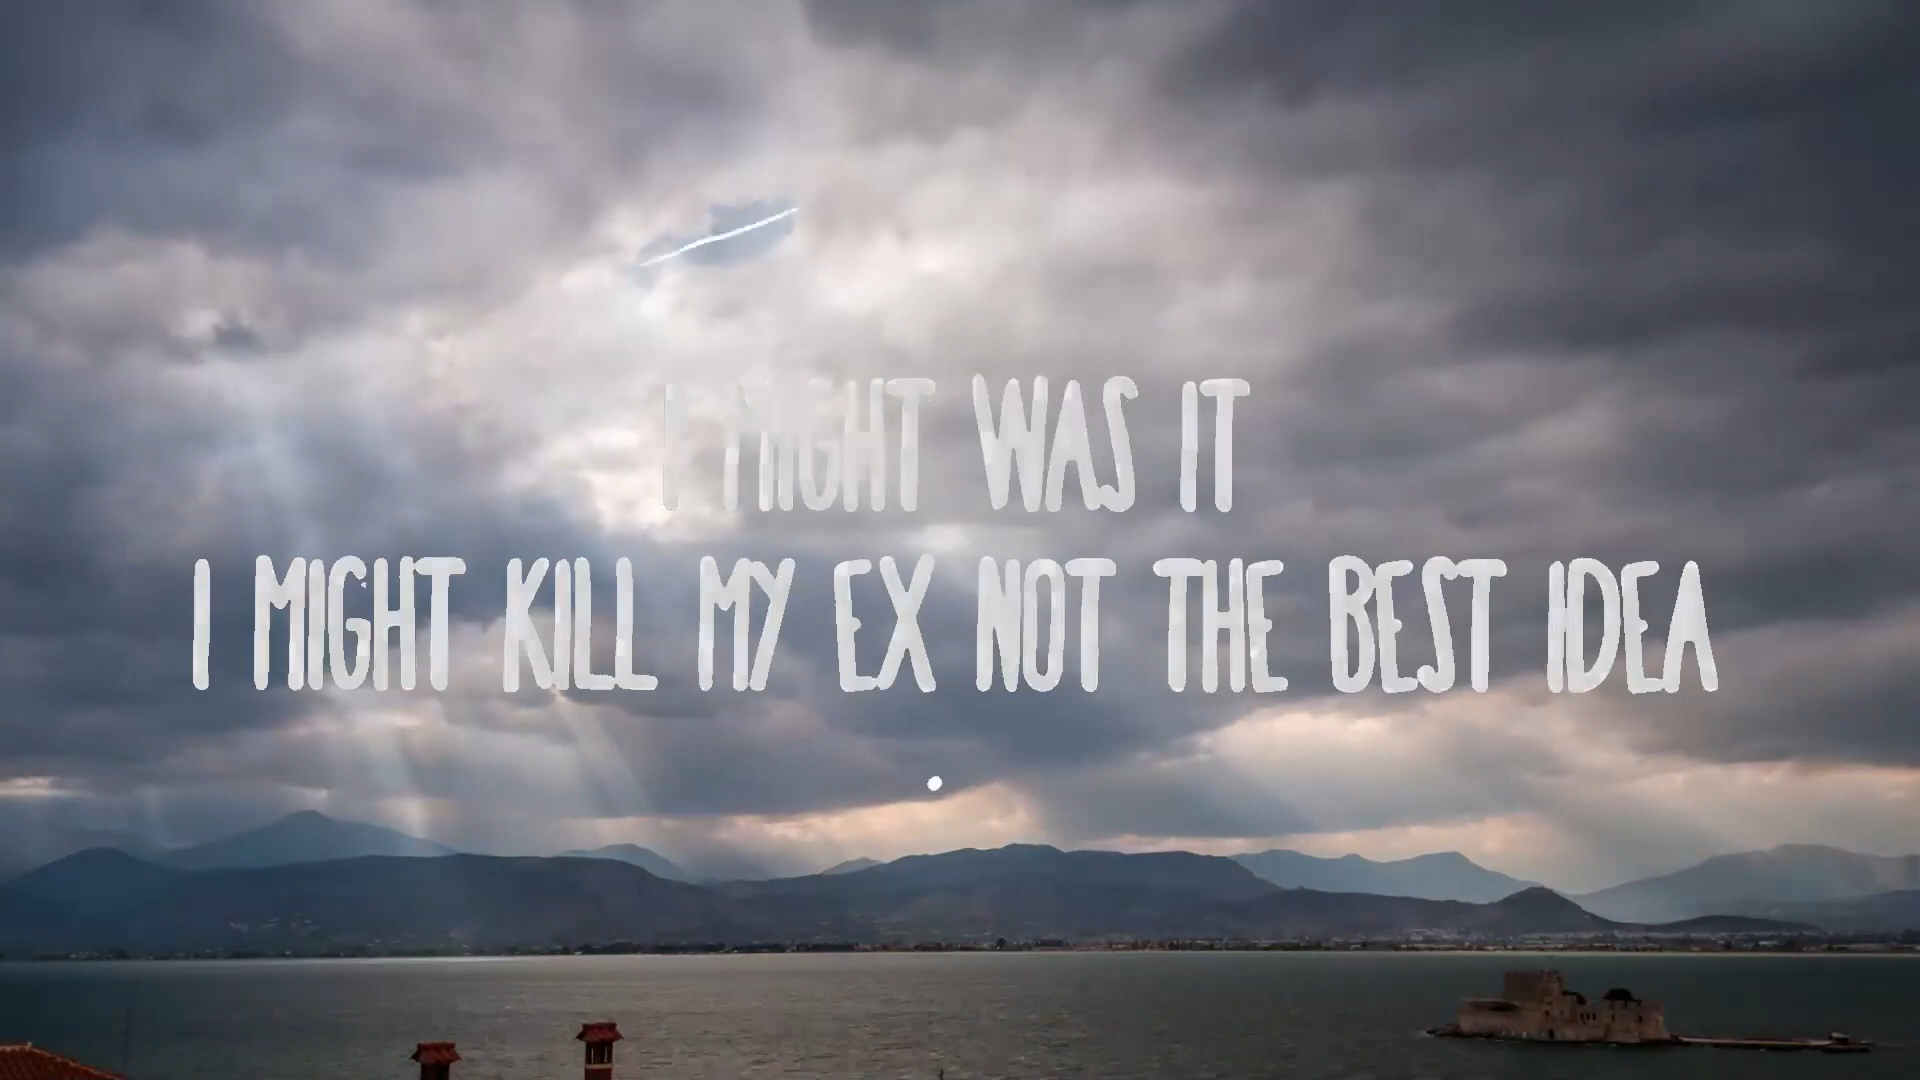 I MIGHT WAS IT
I MIGHT KILL MY EX NOT THE BEST IDEA
.